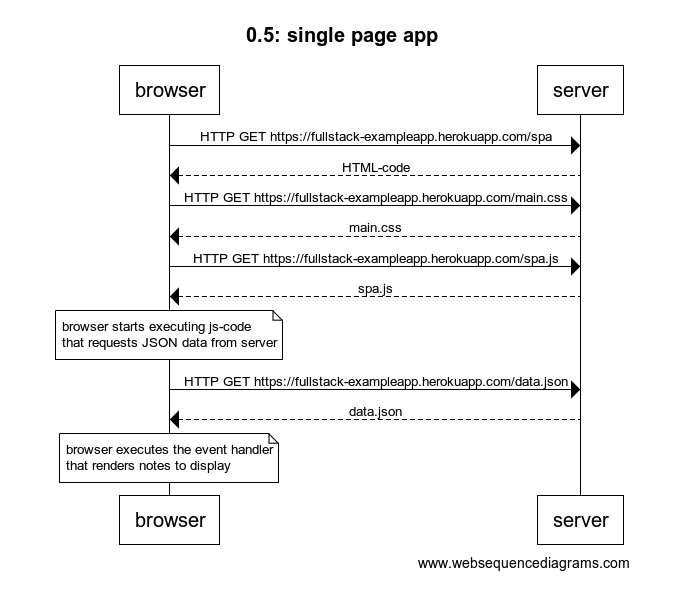 0.5: single page app
browser
server
HTTP GET https://fullstack-exampleapp.herokuapp.com/spa
HTML-code
HTTP GET https://fullstack-exampleapp.herokuapp.com/main.css
main.css
HTTP GET https://fullstack-exampleapp.herokuapp.com/spa.js
spa.js
browser starts executing js-code
that requests JSON data from server
HTTP GET https://fullstack-exampleapp.herokuapp.com/data.json
data.json
browser executes the event handler
that renders notes to display
browser
server
www.websequencediagrams.com